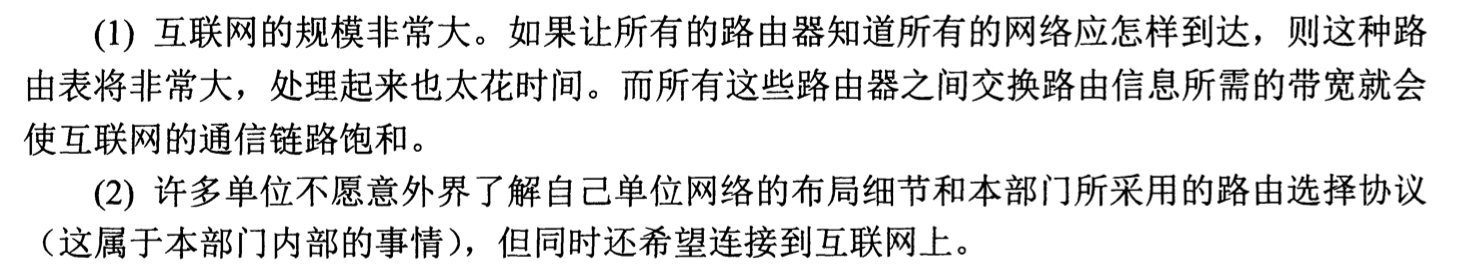 (1) 互联网的规模非常大。如果让所有的路由器知道所有的网络应怎样到达，则这种路
由表将非常大，处理起来也太花时间。而所有这些路由器之间交换路由信息所需的带宽就会
使互联网的通信链路饱和。
(2) 许多单位不愿意外界了解自己单位网络的布局细节和本部门所采用的路由选择协议
（这属于本部门内部的事情），但同时还希望连接到互联网上。